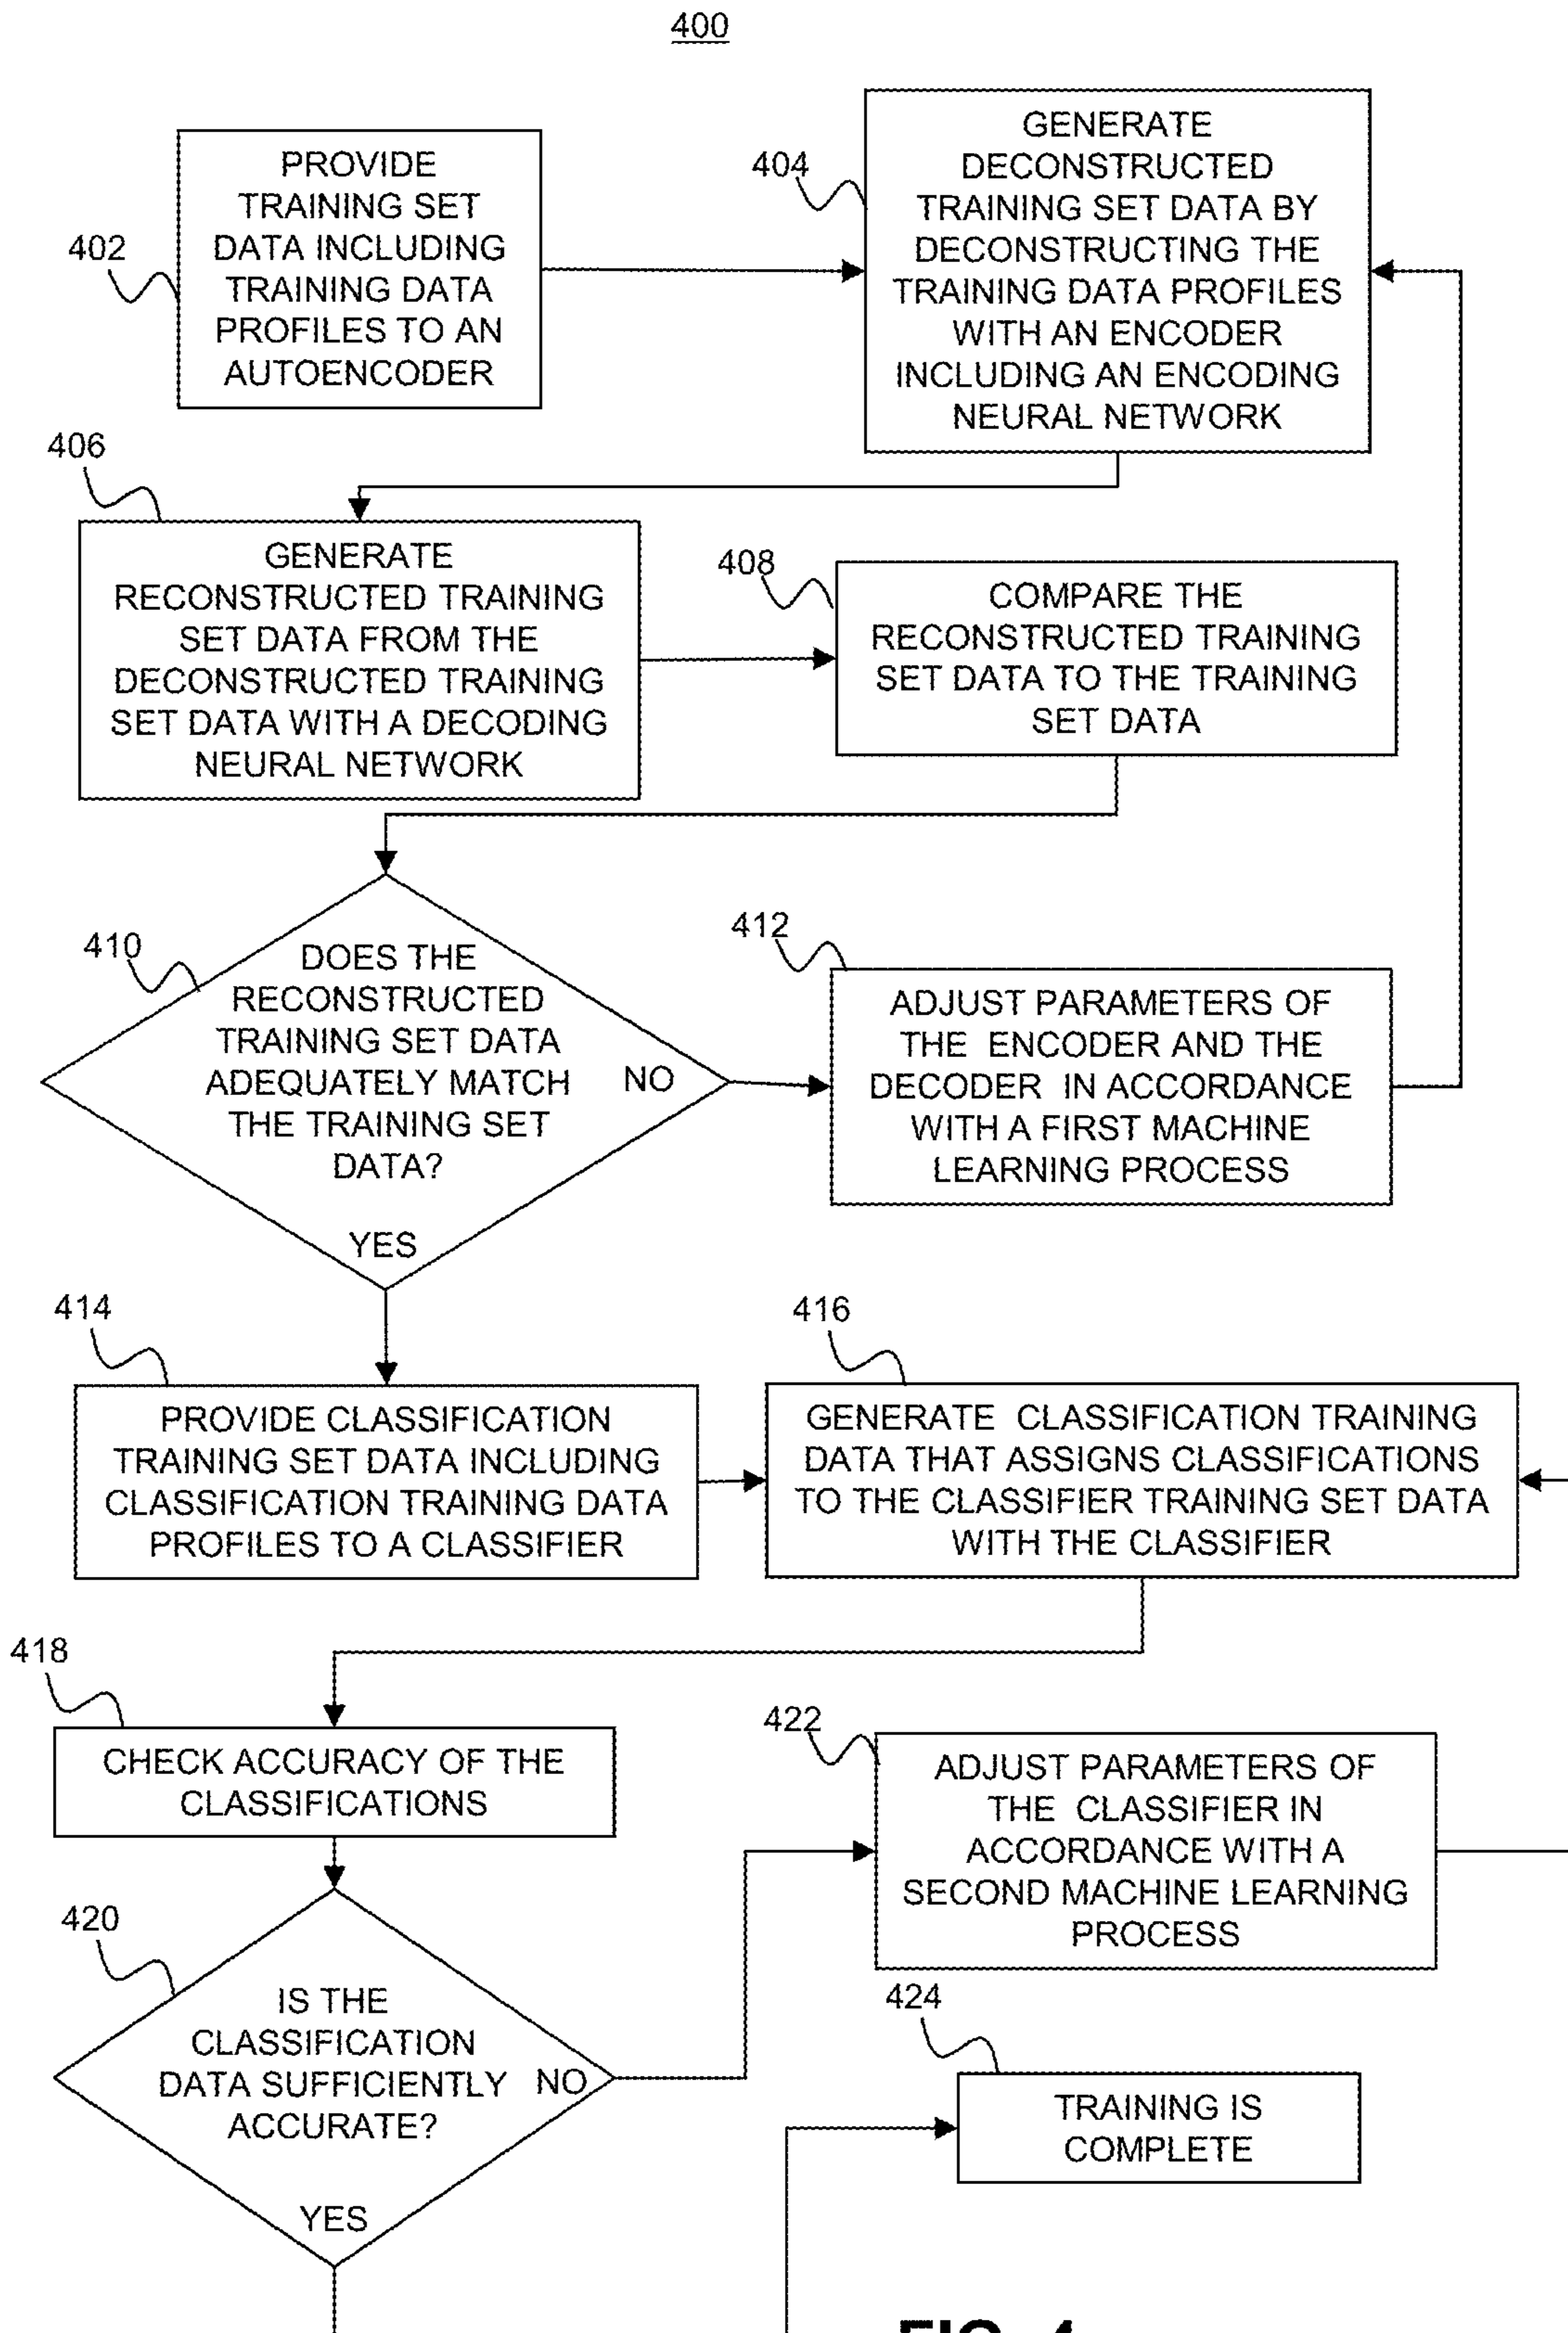 400
402
PROVIDE
TRAINING SET
DATA INCLUDING
TRAINING DATA
PROFILES TO AN
AUTOENCODER
404
GENERATE
DECONSTRUCTED
TRAINING SET DATA BY
DECONSTRUCTING THE
TRAINING DATA PROFILES
WITH AN ENCODER
INCLUDING AN ENCODING
NEURAL NETWORK
406
GENERATE
RECONSTRUCTED TRAINING
SET DATA FROM THE
DECONSTRUCTED TRAINING
SET DATA WITH A DECODING
NEURAL NETWORK
408
COMPARE THE
RECONSTRUCTED TRAINING
SET DATA TO THE TRAINING
SET DATA
410
DOES THE
RECONSTRUCTED
TRAINING SET DATA
ADEQUATELY MATCH
THE TRAINING SET
DATA?
NO
YES
412
ADJUST PARAMETERS OF
THE ENCODER AND THE
DECODER IN ACCORDANCE
WITH A FIRST MACHINE
LEARNING PROCESS
414
PROVIDE CLASSIFICATION
TRAINING SET DATA INCLUDING
CLASSIFICATION TRAINING DATA
PROFILES TO A CLASSIFIER
416
GENERATE CLASSIFICATION TRAINING
DATA THAT ASSIGNS CLASSIFICATIONS
TO THE CLASSIFIER TRAINING SET DATA
WITH THE CLASSIFIER
418
CHECK ACCURACY OF THE
CLASSIFICATIONS
420
IS THE
CLASSIFICATION
DATA SUFFICIENTLY
ACCURATE?
NO
YES
422
ADJUST PARAMETERS OF
THE CLASSIFIER IN
ACCORDANCE WITH A
SECOND MACHINE LEARNING
PROCESS
424
TRAINING IS
COMPLETE